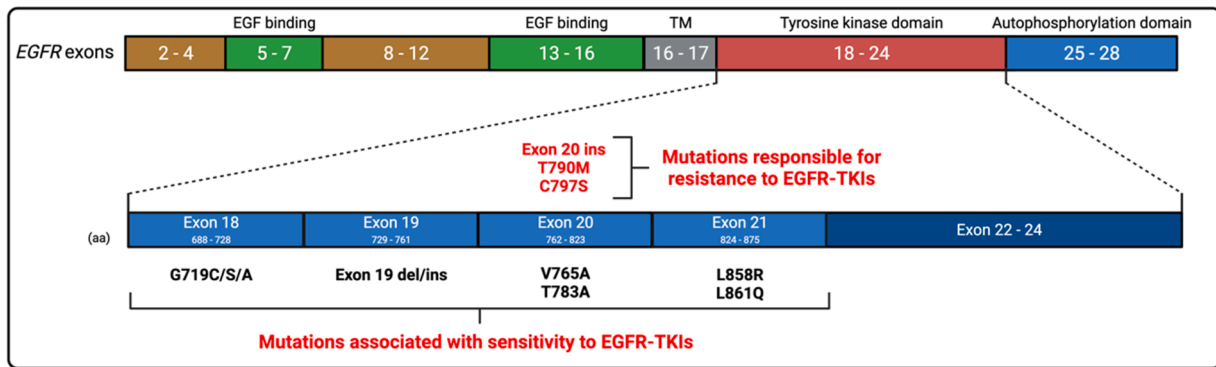 EGF binding EGF binding TM Tyrosine kinase domain Autophosphorylation domain
EGFR exons 2 - 4 5 - 7 8 - 12 13 - 16 16 - 17 18 - 24 25 - 28
Exon 20 ins
T790M
C797S
Mutations responsible for
resistance to EGFR-TKIs
Exon 18 Exon 19 Exon 20 Exon 21 Exon 22 - 24
(aa) 688 - 728 729 - 761 762 - 823 824 - 875
G719C/S/A Exon 19 del/ins V765A L858R
T783A L861Q
Mutations associated with sensitivity to EGFR-TKIs